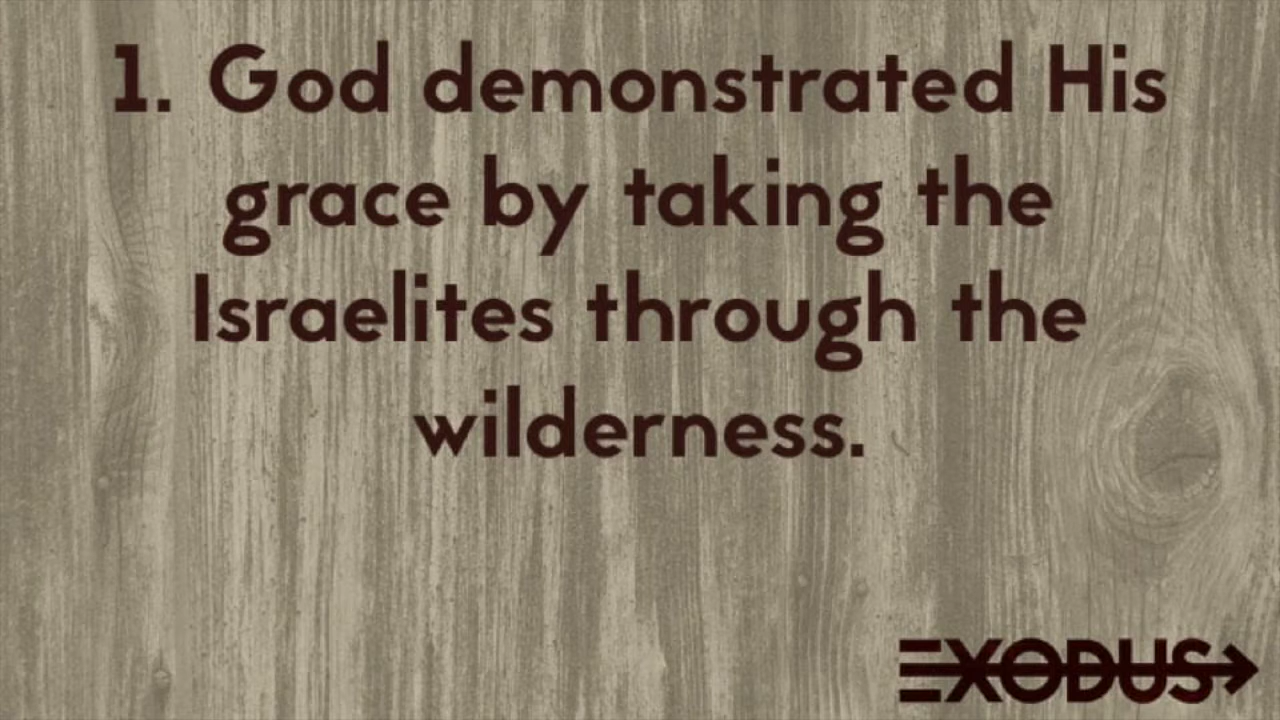 1. God demonstrated His
grace by taking the
Israelites through the
wilderness.
EXODUS